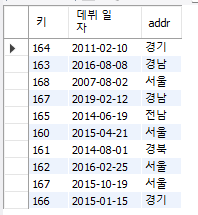 키 데뷔 일자 addr
164 2011-02-10 경기
163 2016-08-08 경남
168 2007-08-02 서울
167 2019-02-12 경남
165 2014-06-19 전남
160 2015-04-21 서울
161 2014-08-01 경북
162 2016-02-25 서울
167 2015-10-19 서울
166 2015-01-15 경기